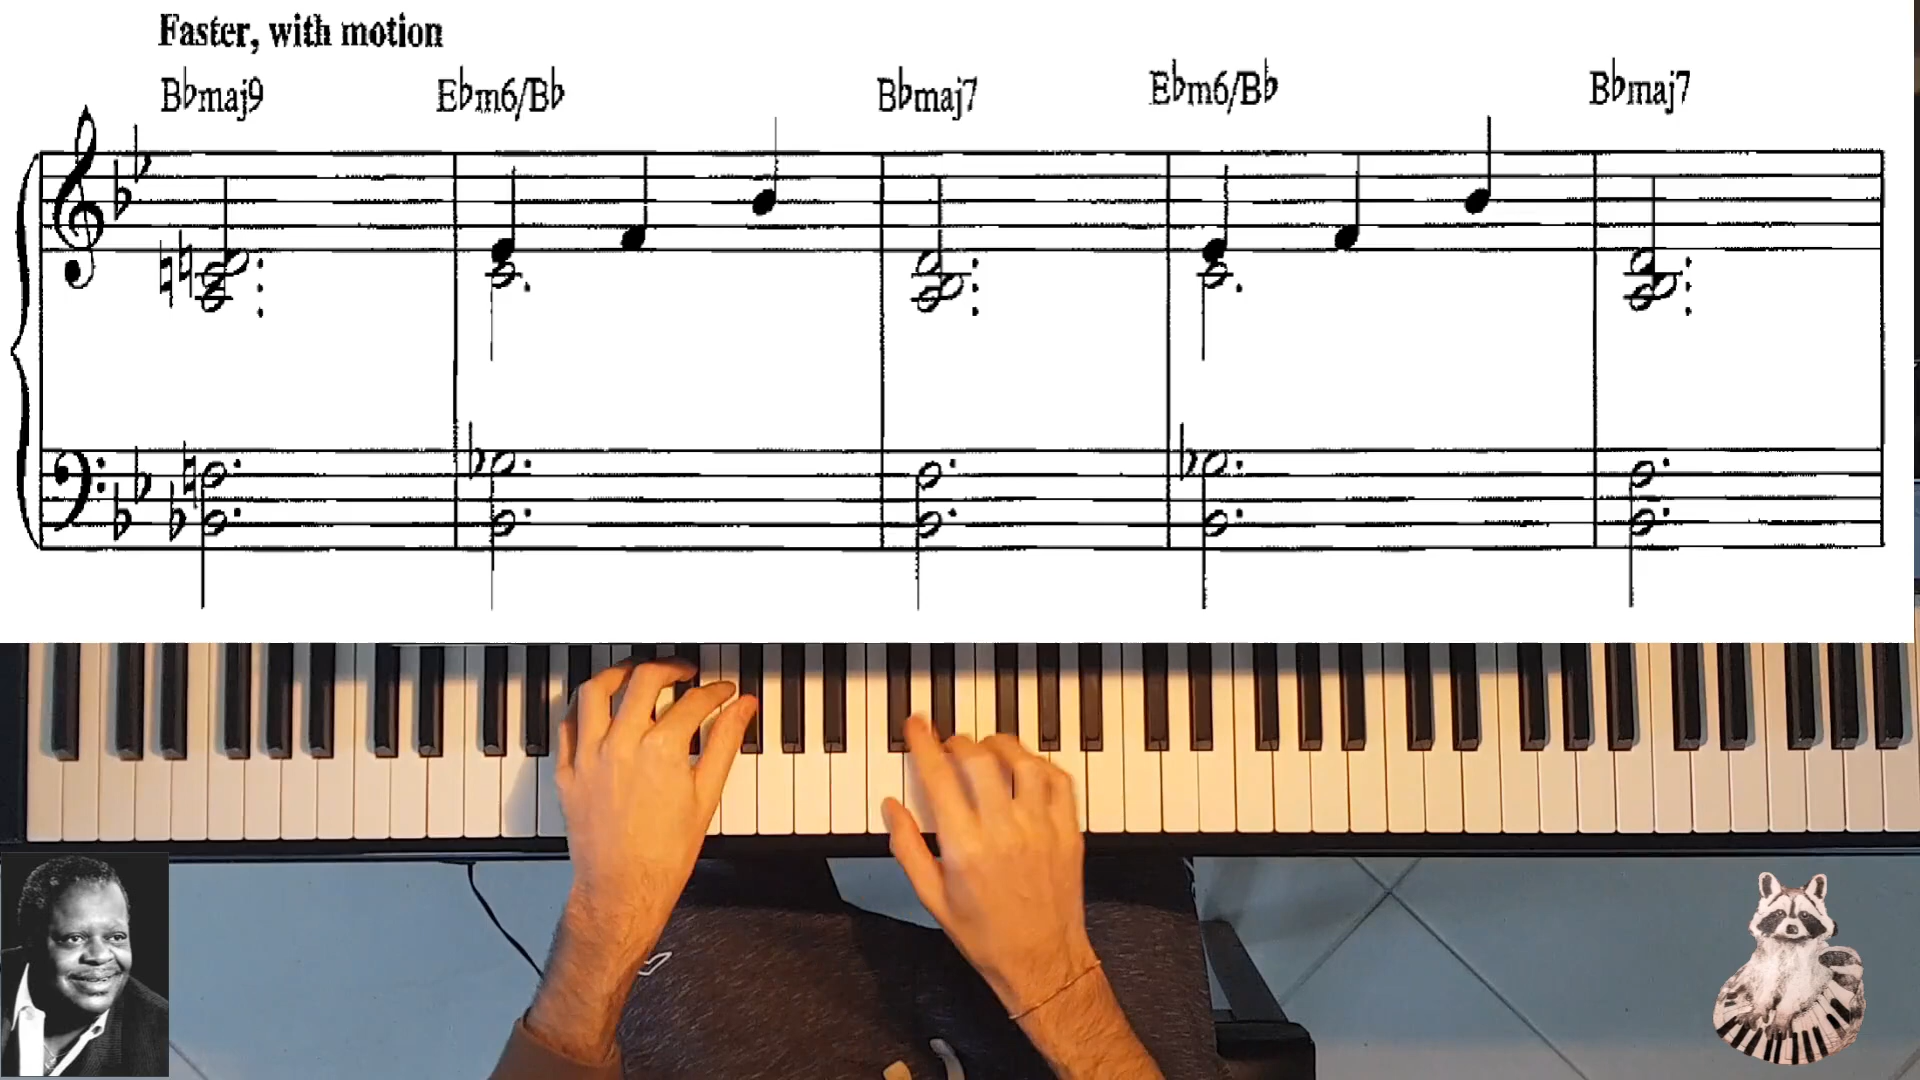 Faster, with motion
B♭maj9 E♭m6/B♭ B♭maj7 E♭m6/B♭ B♭maj7